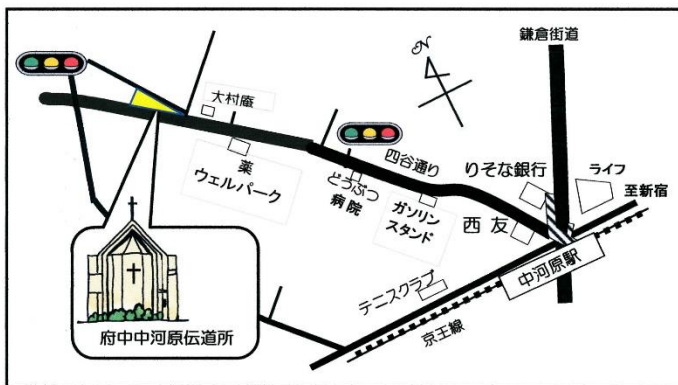 鎌倉街道
N
大村庵
四谷通り
りそな銀行
ライフ
至新宿
薬
ウェルパーク
どうぶつ
病院
ガソリン
スタンド
西友
中河原駅
テニスクラブ
京王線
府中中河原伝道所